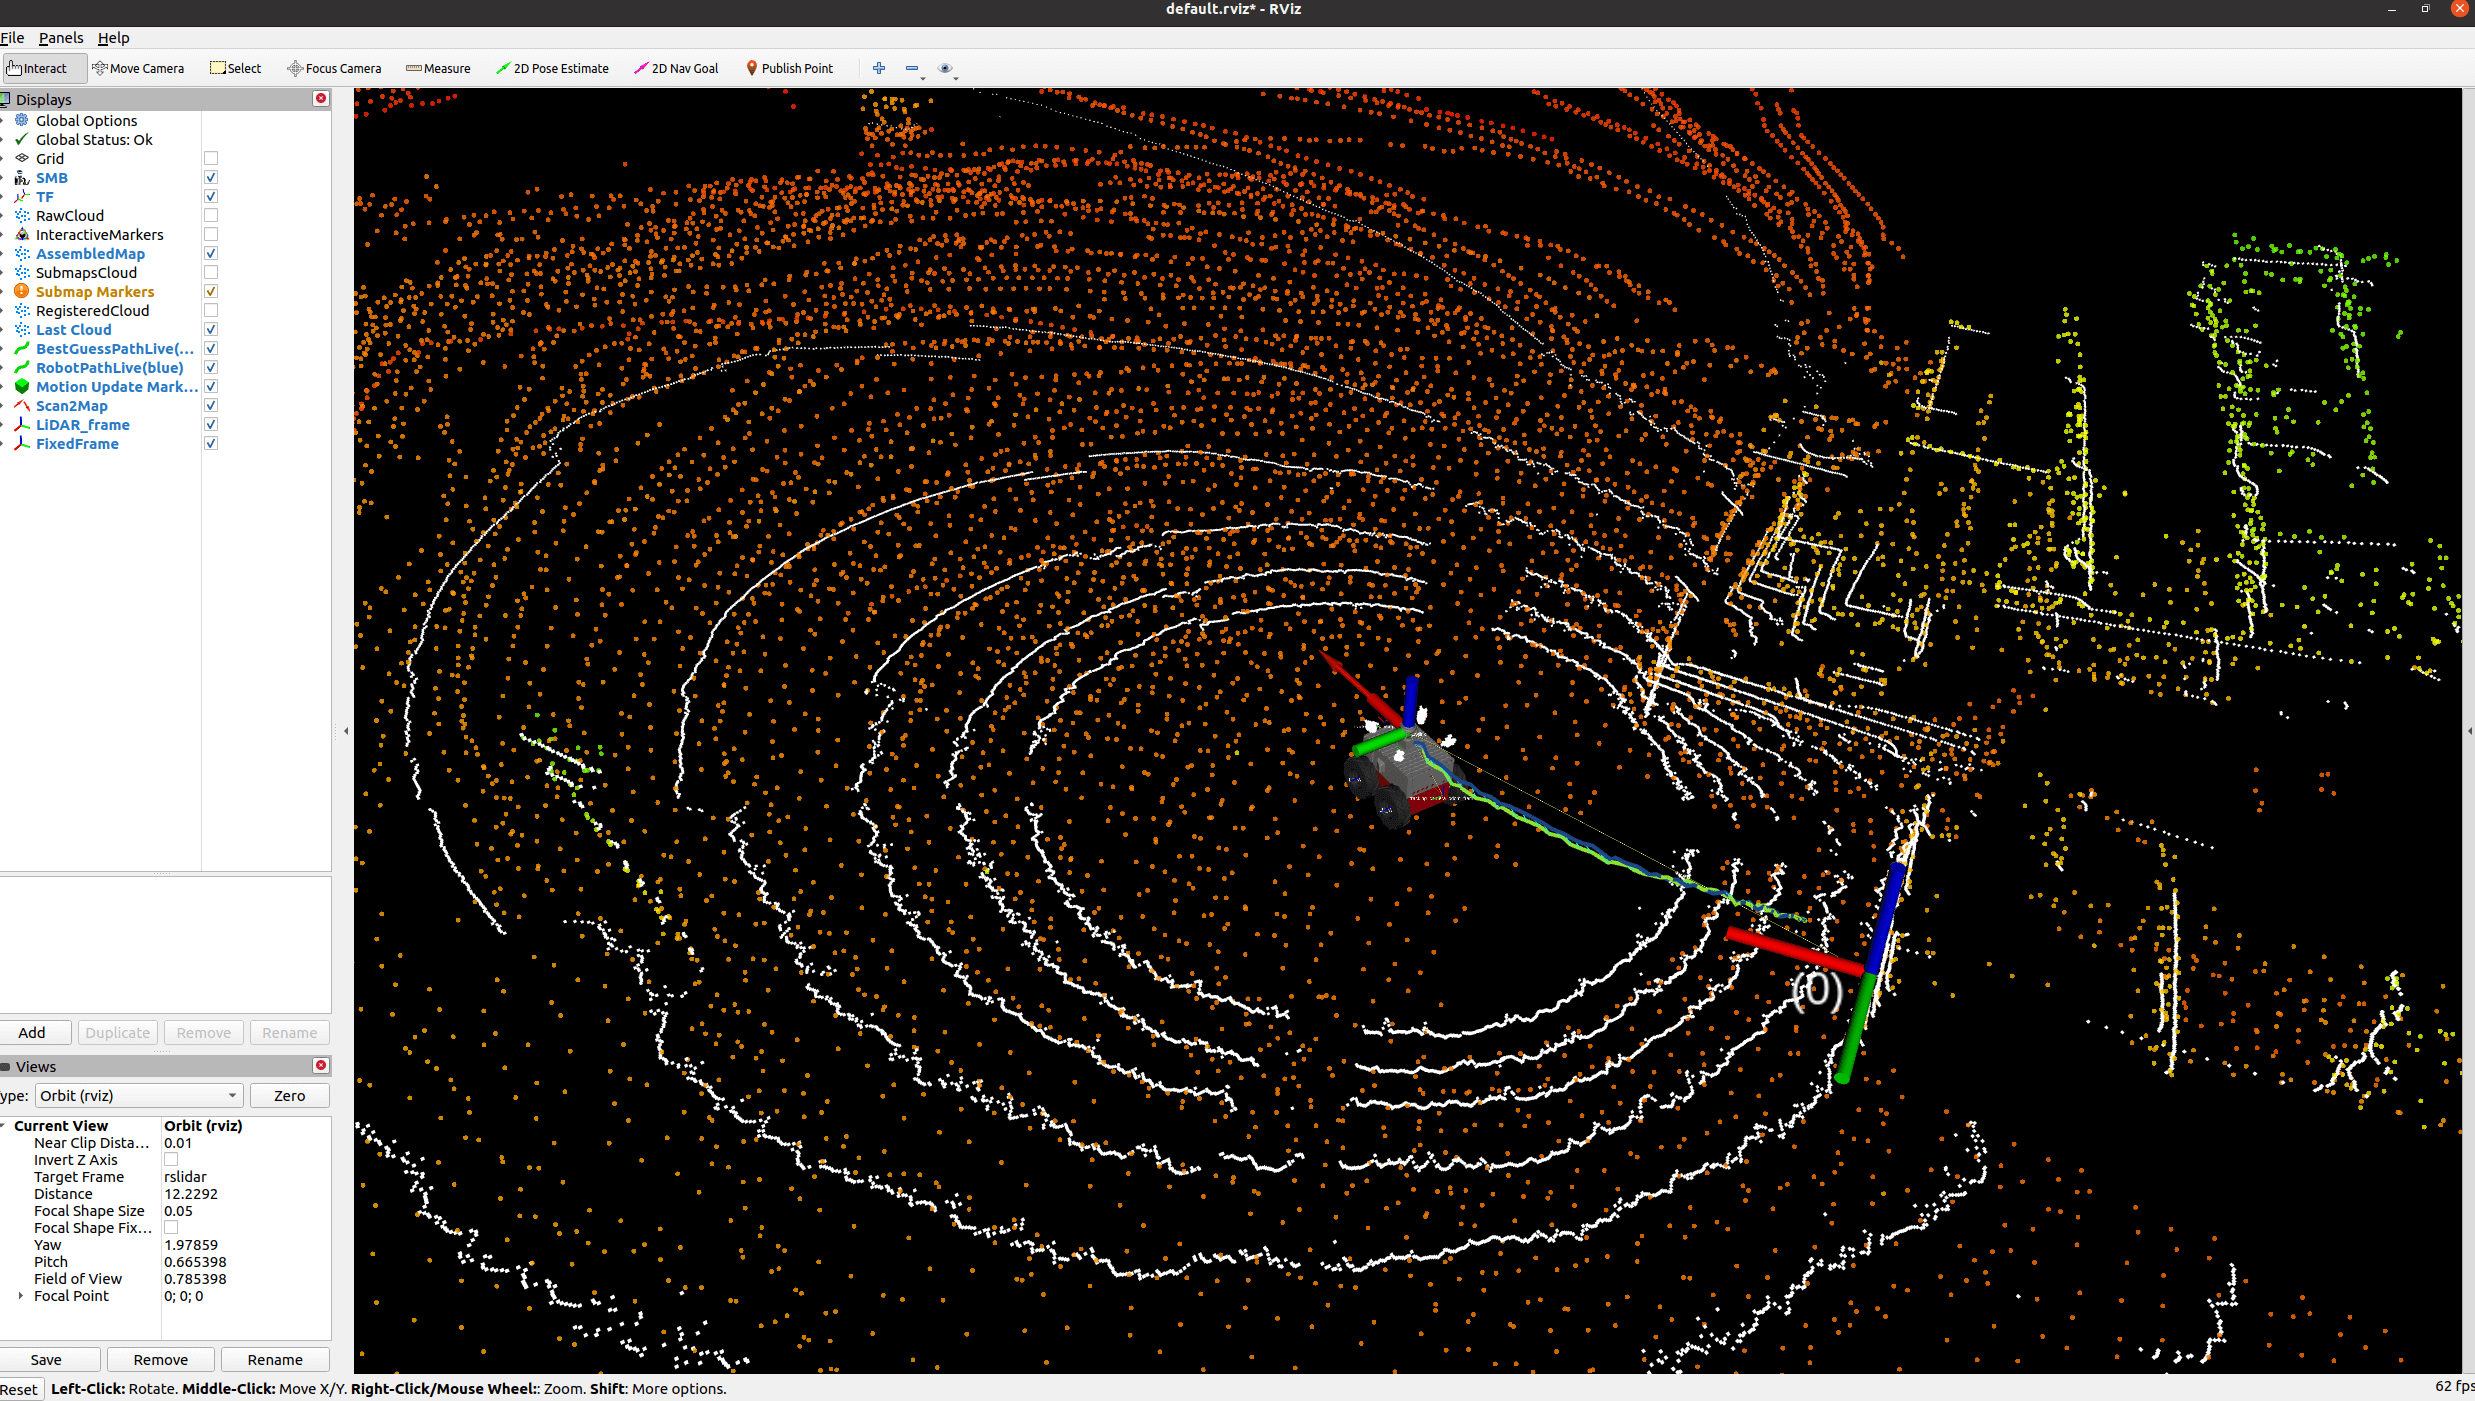 default.rviz* - RViz
File Panels Help
Interact Move Camera Select Focus Camera Measure 2D Pose Estimate 2D Nav Goal Publish Point
Displays
Global Options
Global Status: Ok
Grid
SMB
TF
RawCloud
InteractiveMarkers
AssembledMap
SubmapsCloud
Submap Markers
RegisteredCloud
Last Cloud
BestGuessPathLive(...
RobotPathLive(blue)
Motion Update Mark...
Scan2Map
LiDAR_frame
FixedFrame
(0)
Add Duplicate Remove Rename
Views
ype: Orbit (rviz) Zero
Current View Orbit (rviz)
Near Clip Dista... 0.01
Invert Z Axis
Target Frame rslidar
Distance 12.2292
Focal Shape Size 0.05
Focal Shape Fix...
Yaw 1.97859
Pitch 0.665398
Field of View 0.785398
Focal Point 0; 0; 0
Save Remove Rename
Reset Left-Click: Rotate. Middle-Click: Move X/Y. Right-Click/Mouse Wheel:: Zoom. Shift: More options. 62 fps